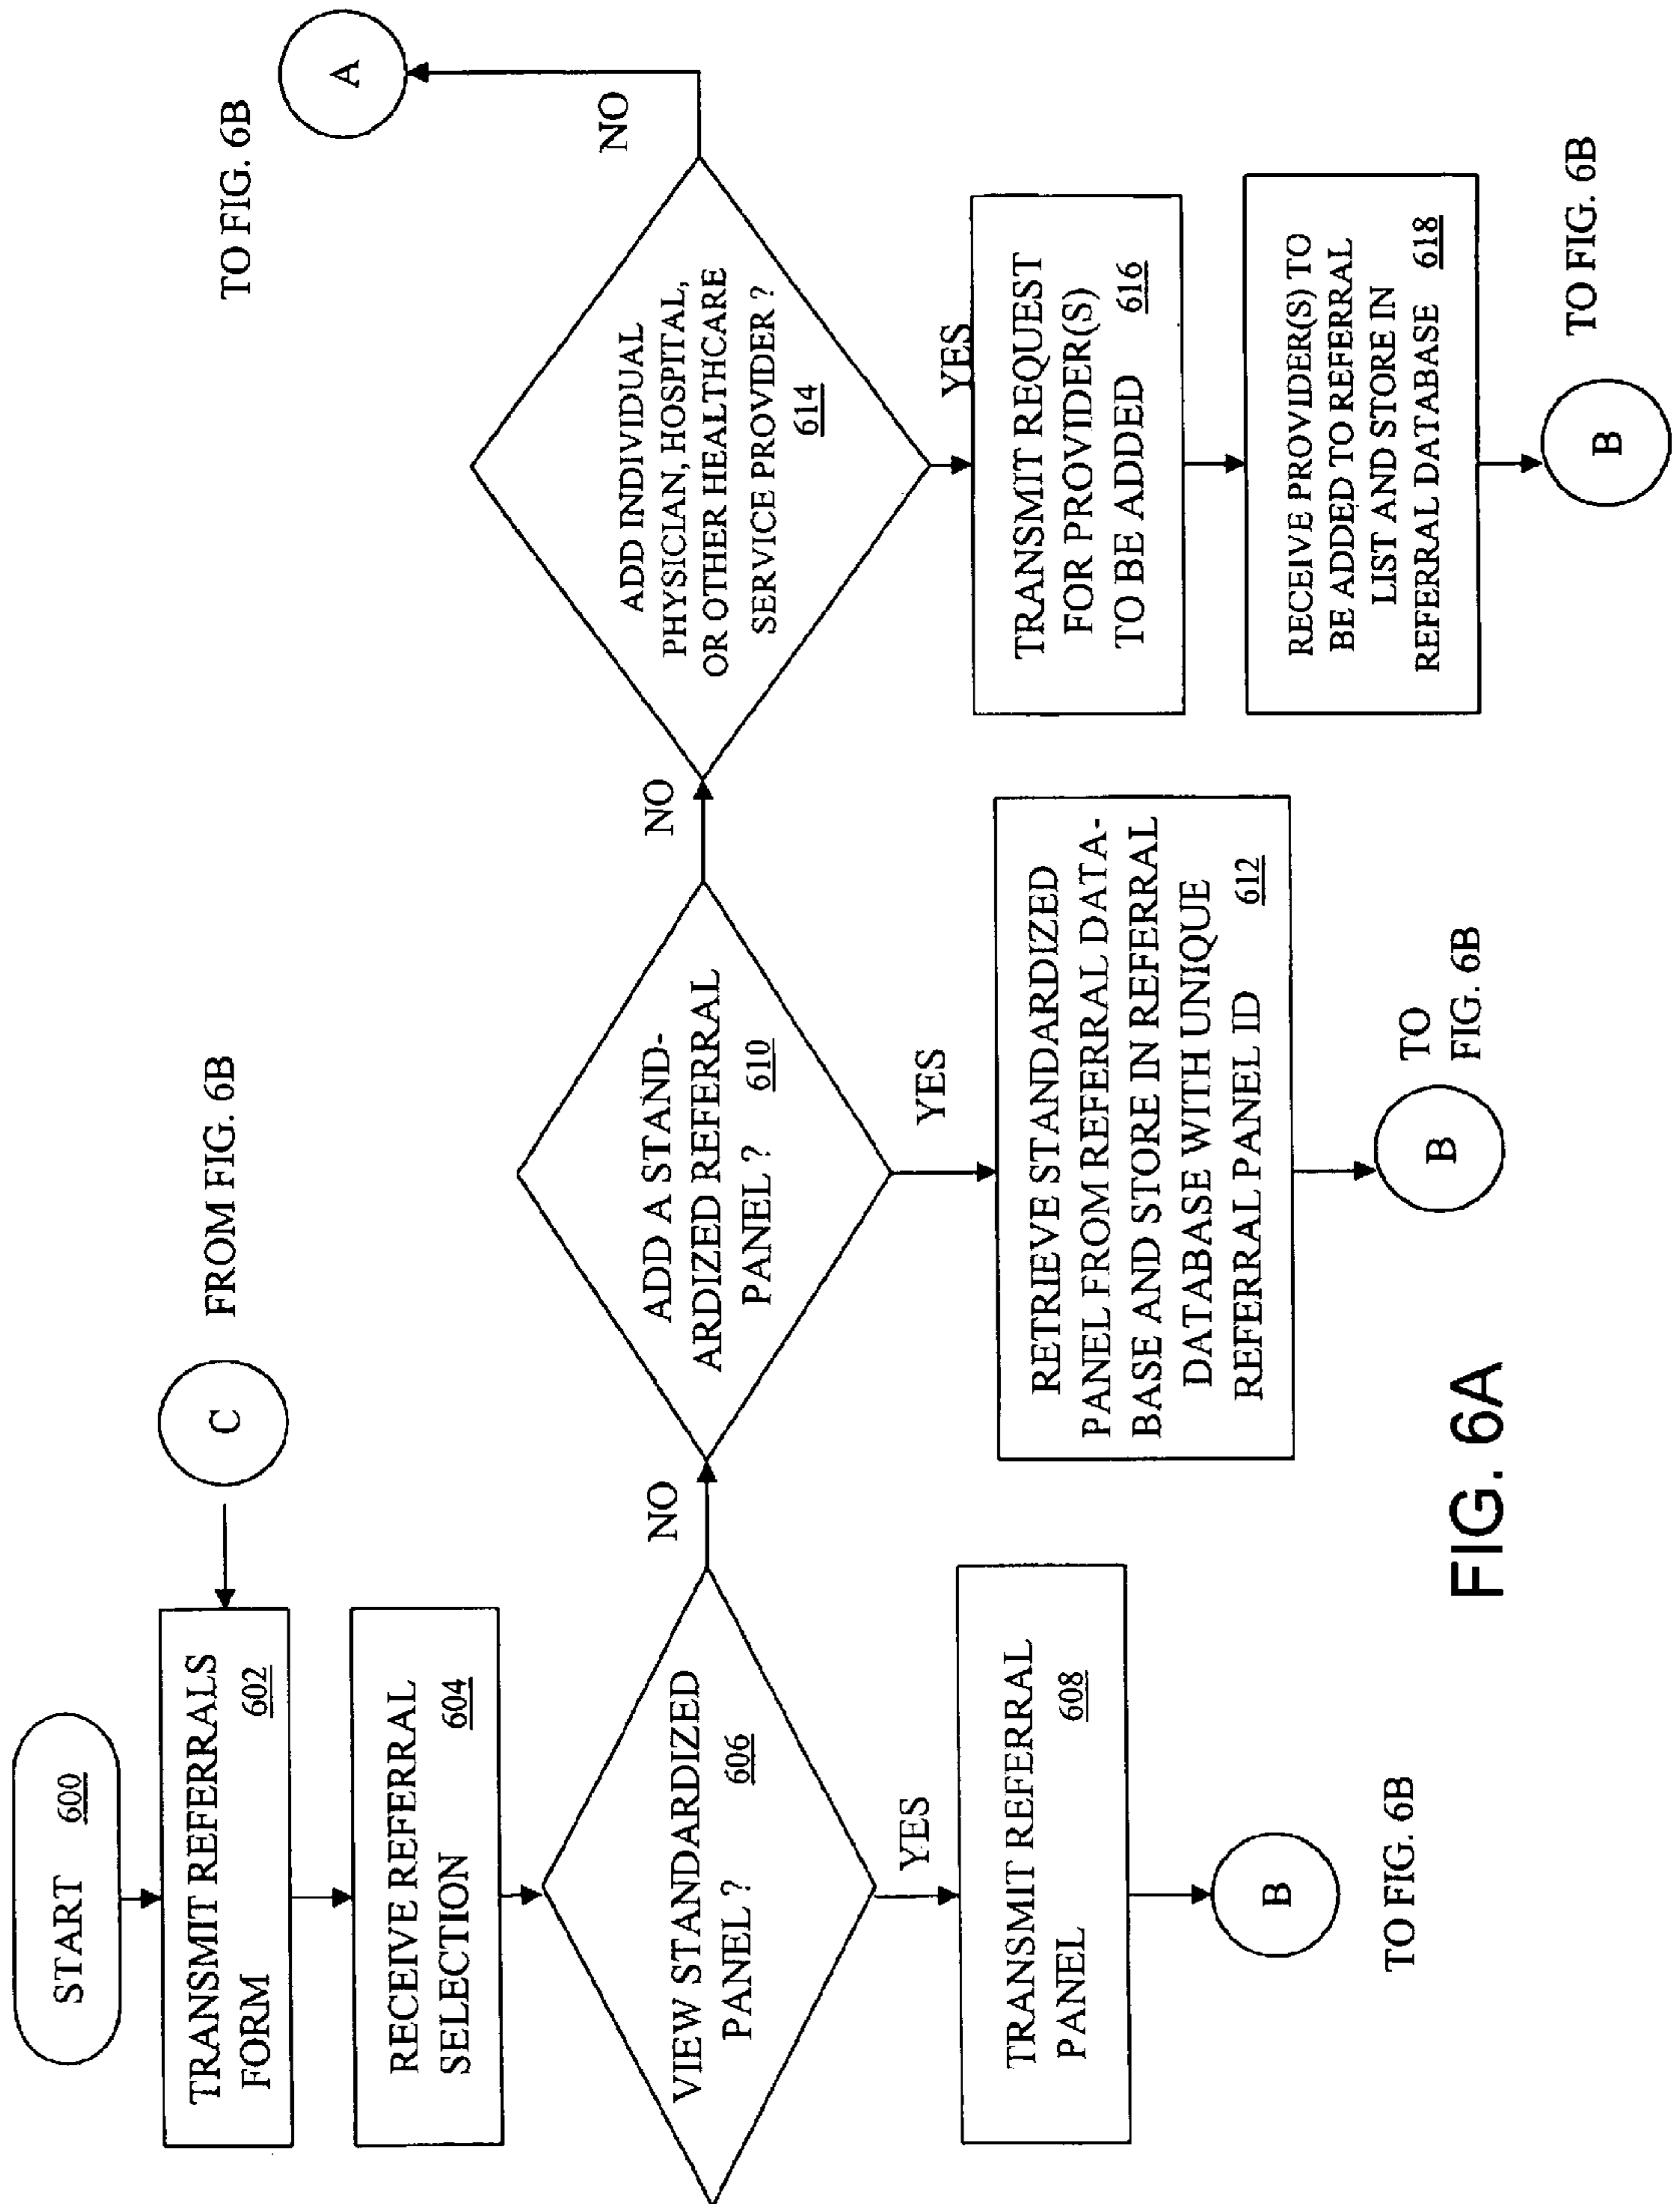 START 600
TRANSMIT REFERRALS
FORM 602
C
FROM FIG. 6B
RECEIVE REFERRAL
SELECTION 604
VIEW STANDARDIZED
PANEL ? 606
NO
YES
TRANSMIT REFERRAL
PANEL 608
B
TO FIG. 6B
ADD A STAND-
ARDIZED REFERRAL
PANEL ? 610
NO
YES
RETRIEVE STANDARDIZED
PANEL FROM REFERRAL DATA-
BASE AND STORE IN REFERRAL
DATABASE WITH UNIQUE
REFERRAL PANEL ID 612
B
TO
FIG. 6B
ADD INDIVIDUAL
PHYSICIAN, HOSPITAL,
OR OTHER HEALTHCARE
SERVICE PROVIDER ?
614
NO
A
TO FIG. 6B
YES
TRANSMIT REQUEST
FOR PROVIDER(S)
TO BE ADDED 616
RECEIVE PROVIDER(S) TO
BE ADDED TO REFERRAL
LIST AND STORE IN
REFERRAL DATABASE 618
B
TO FIG. 6B
FIG. 6A